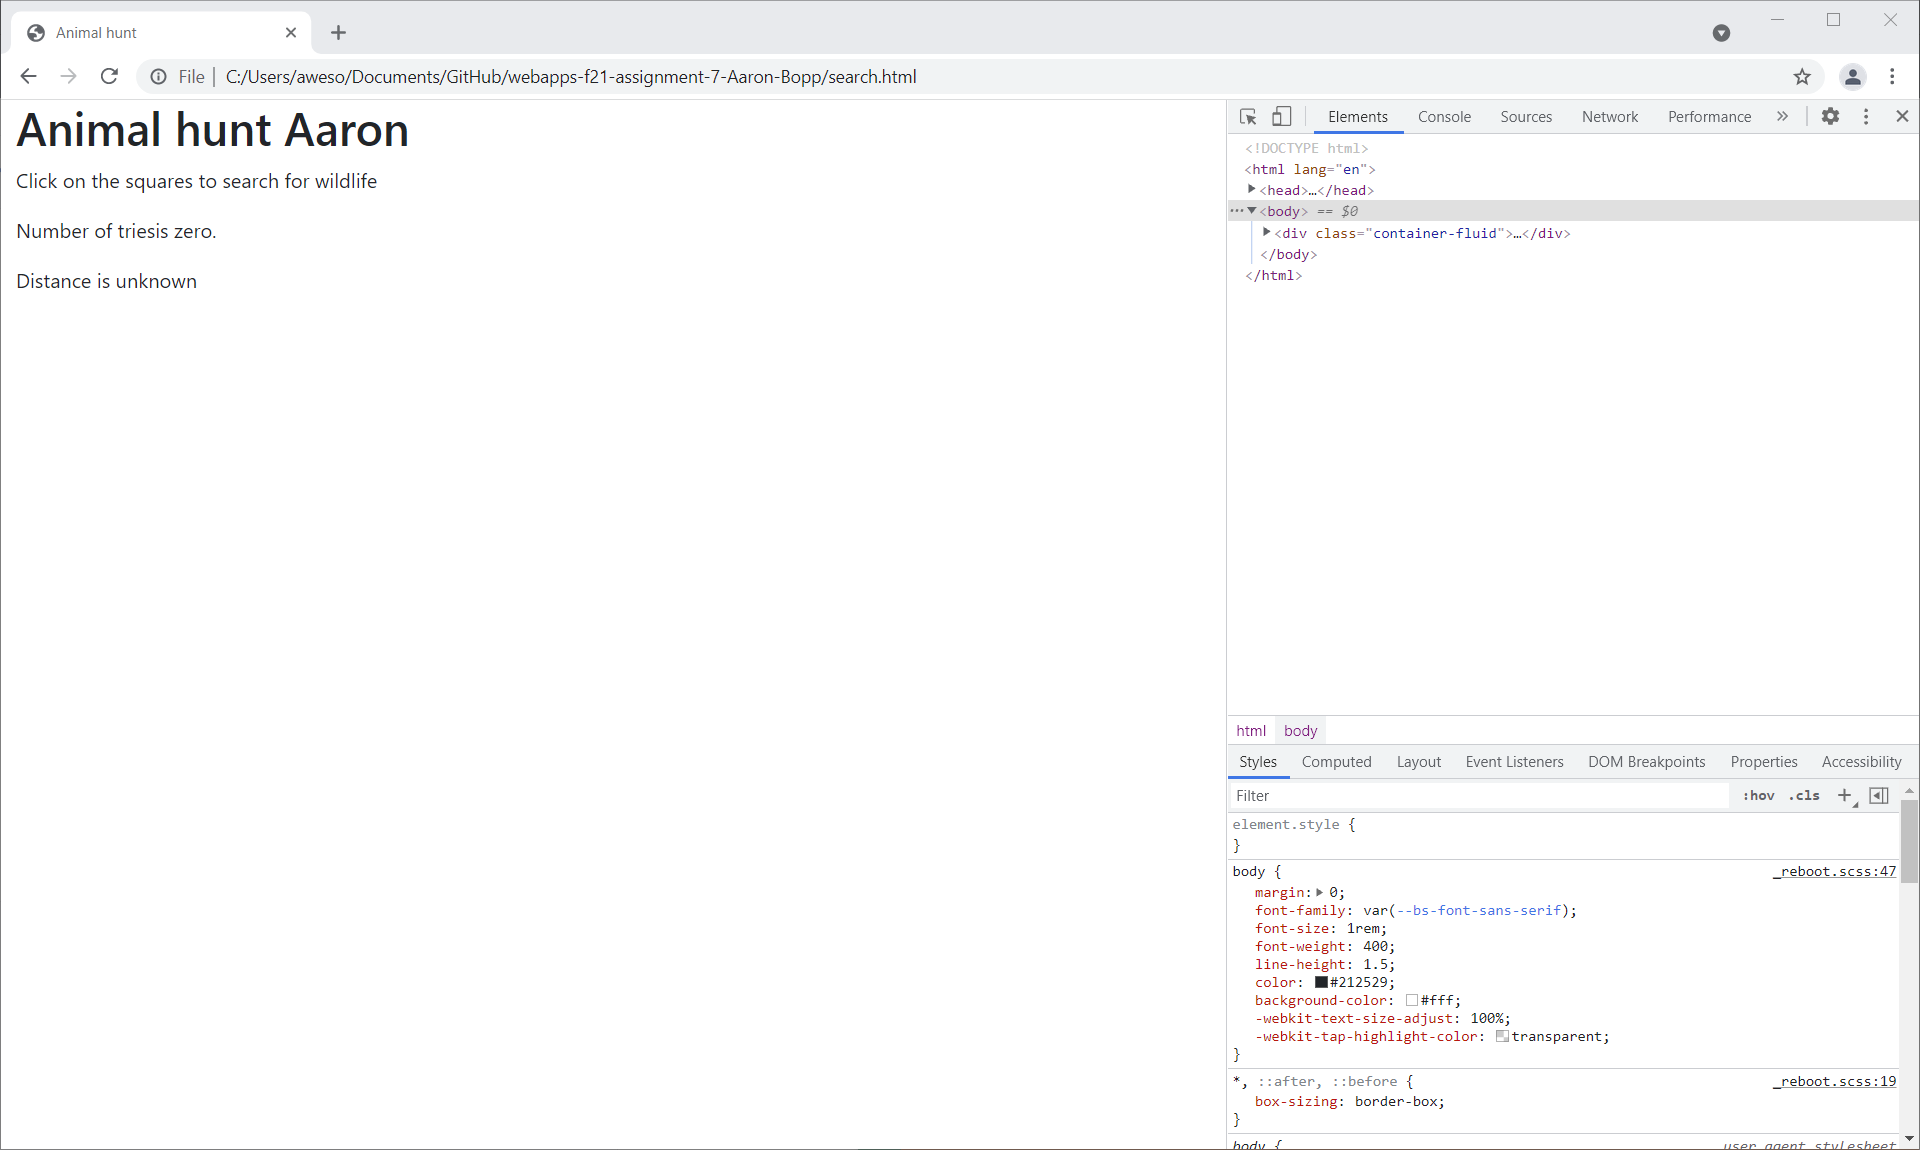 Animal hunt
File | C:/Users/aweso/Documents/GitHub/webapps-f21-assignment-7-Aaron-Bopp/search.html
Animal hunt Aaron
Click on the squares to search for wildlife
Number of triesis zero.
Distance is unknown
Elements Console Sources Network Performance »
<!DOCTYPE html>
<html lang="en">
<head>…</head>
<body> == $0
<div class="container-fluid">…</div>
</body>
</html>
html body
Styles Computed Layout Event Listeners DOM Breakpoints Properties Accessibility
Filter :hov .cls +
element.style {
}
body { _reboot.scss:47
margin: 0;
font-family: var(--bs-font-sans-serif);
font-size: 1rem;
font-weight: 400;
line-height: 1.5;
color: #212529;
background-color: #fff;
-webkit-text-size-adjust: 100%;
-webkit-tap-highlight-color: transparent;
}
*, ::after, ::before { _reboot.scss:19
box-sizing: border-box;
}
body { user agent stylesheet